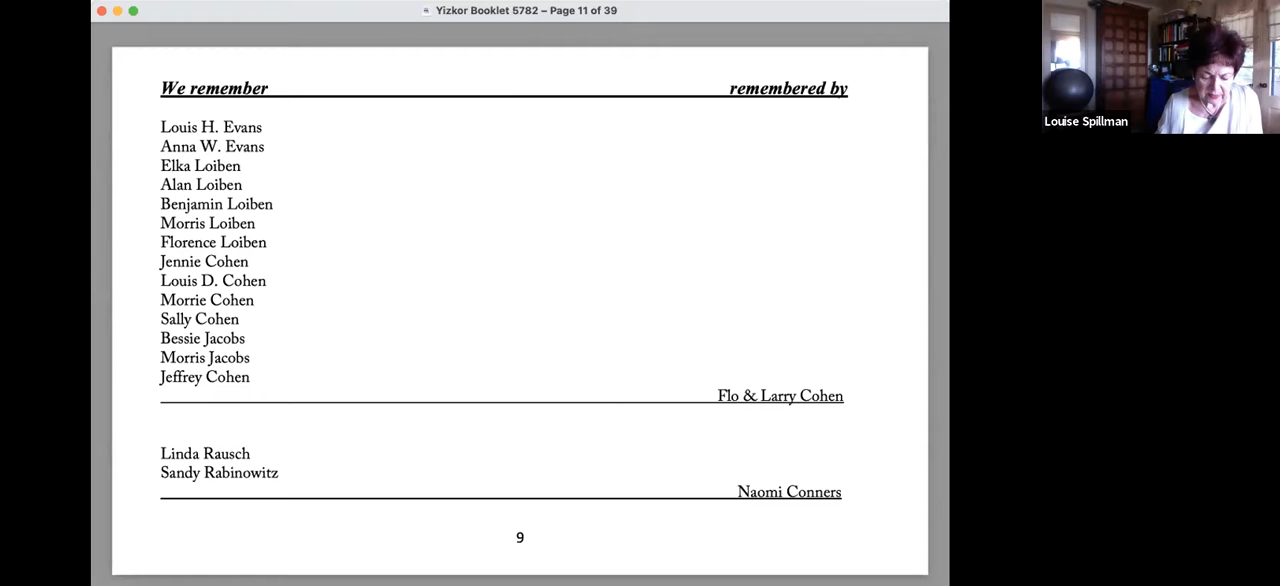 Yizkor Booklet 5782 – Page 11 of 39
We remember remembered by
Louis H. Evans
Anna W. Evans
Elka Loiben
Alan Loiben
Benjamin Loiben
Morris Loiben
Florence Loiben
Jennie Cohen
Louis D. Cohen
Morrie Cohen
Sally Cohen
Bessie Jacobs
Morris Jacobs
Jeffrey Cohen
Flo & Larry Cohen
Linda Rausch
Sandy Rabinowitz
Naomi Conners
9
Louise Spillman